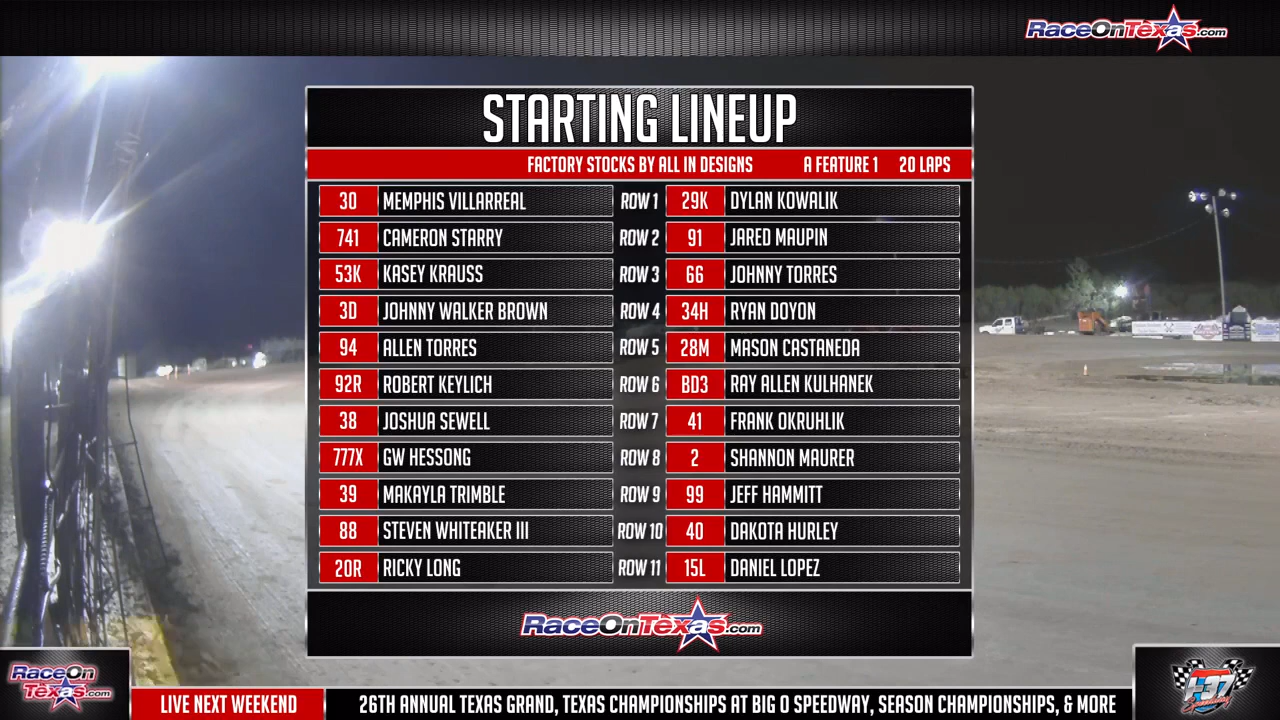 RaceOnTexas.com
STARTING LINEUP
FACTORY STOCKS BY ALL IN DESIGNS A FEATURE 1 20 LAPS
30 MEMPHIS VILLARREAL ROW 1 29K DYLAN KOWALIK
741 CAMERON STARRY ROW 2 91 JARED MAUPIN
53K KASEY KRAUSS ROW 3 66 JOHNNY TORRES
3D JOHNNY WALKER BROWN ROW 4 34H RYAN DOYON
94 ALLEN TORRES ROW 5 28M MASON CASTANEDA
92R ROBERT KEYLICH ROW 6 BD3 RAY ALLEN KULHANEK
38 JOSHUA SEWELL ROW 7 41 FRANK OKRUHLIK
777X GW HESSONG ROW 8 2 SHANNON MAURER
39 MAKAYLA TRIMBLE ROW 9 99 JEFF HAMMITT
88 STEVEN WHITEAKER III ROW 10 40 DAKOTA HURLEY
20R RICKY LONG ROW 11 15L DANIEL LOPEZ
RaceOnTexas.com
RaceOn
Texas.com
LIVE NEXT WEEKEND 26TH ANNUAL TEXAS GRAND, TEXAS CHAMPIONSHIPS AT BIG O SPEEDWAY, SEASON CHAMPIONSHIPS, & MORE
I-37
Speedway